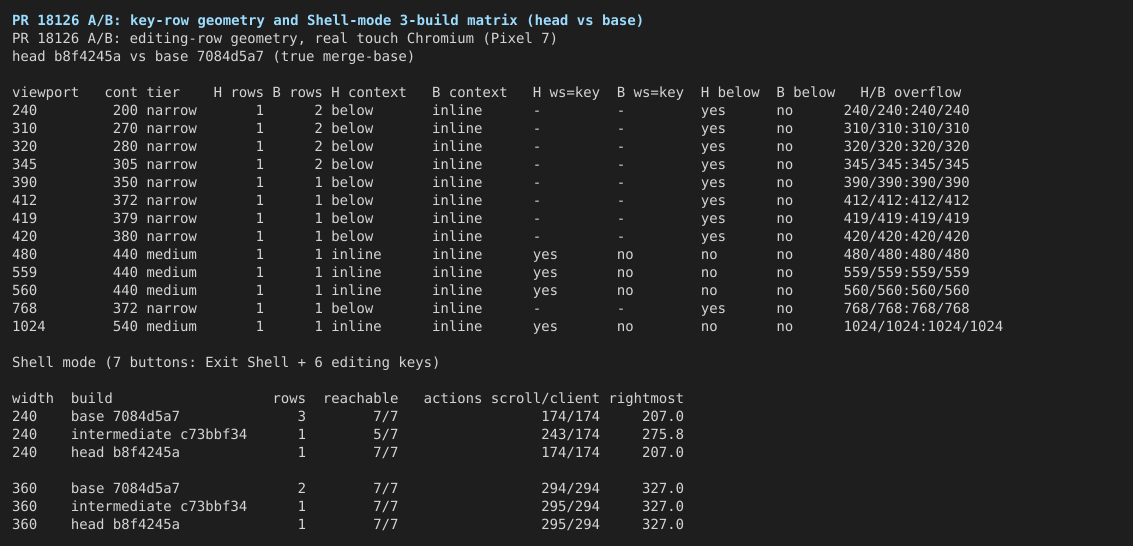 PR 18126 A/B: key-row geometry and Shell-mode 3-build matrix (head vs base)
PR 18126 A/B: editing-row geometry, real touch Chromium (Pixel 7)
head b8f4245a vs base 7084d5a7 (true merge-base)
viewport cont tier H rows B rows H context B context H ws=key B ws=key H below B below H/B overflow
240 200 narrow 1 2 below inline - - yes no 240/240:240/240
310 270 narrow 1 2 below inline - - yes no 310/310:310/310
320 280 narrow 1 2 below inline - - yes no 320/320:320/320
345 305 narrow 1 2 below inline - - yes no 345/345:345/345
390 350 narrow 1 1 below inline - - yes no 390/390:390/390
412 372 narrow 1 1 below inline - - yes no 412/412:412/412
419 379 narrow 1 1 below inline - - yes no 419/419:419/419
420 380 narrow 1 1 below inline - - yes no 420/420:420/420
480 440 medium 1 1 inline inline yes no no no 480/480:480/480
559 440 medium 1 1 inline inline yes no no no 559/559:559/559
560 440 medium 1 1 inline inline yes no no no 560/560:560/560
768 372 narrow 1 1 below inline - - yes no 768/768:768/768
1024 540 medium 1 1 inline inline yes no no no 1024/1024:1024/1024
Shell mode (7 buttons: Exit Shell + 6 editing keys)
width build rows reachable actions scroll/client rightmost
240 base 7084d5a7 3 7/7 174/174 207.0
240 intermediate c73bbf34 1 5/7 243/174 275.8
240 head b8f4245a 1 7/7 174/174 207.0
360 base 7084d5a7 2 7/7 294/294 327.0
360 intermediate c73bbf34 1 7/7 295/294 327.0
360 head b8f4245a 1 7/7 295/294 327.0